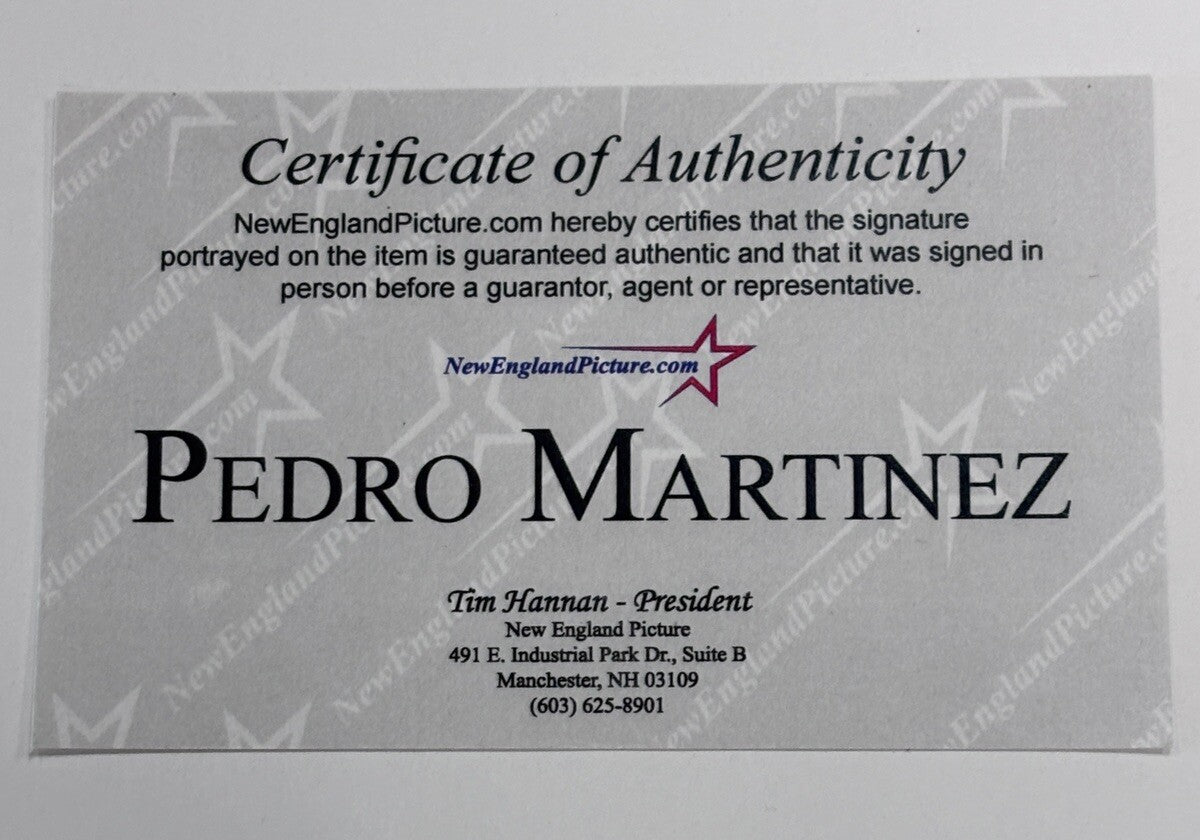 Certificate of Authenticity
NewEnglandPicture.com hereby certifies that the signature
portrayed on the item is guaranteed authentic and that it was signed in
person before a guarantor, agent or representative.
NewEnglandPicture.com
PEDRO MARTINEZ
Tim Hannan - President
New England Picture
491 E. Industrial Park Dr., Suite B
Manchester, NH 03109
(603) 625-8901